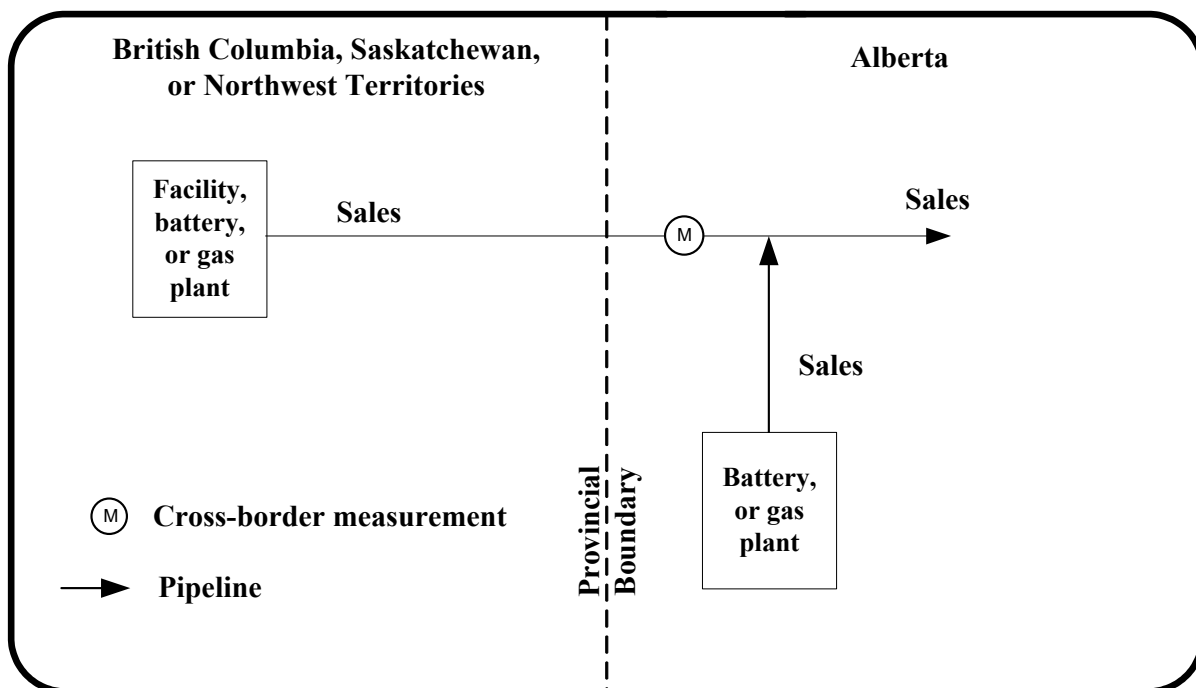 British Columbia, Saskatchewan,
or Northwest Territories
Alberta
Facility,
battery,
or gas
plant
Sales
M
Sales
Sales
Battery,
or gas
plant
Provincial
Boundary
M Cross-border measurement
Pipeline